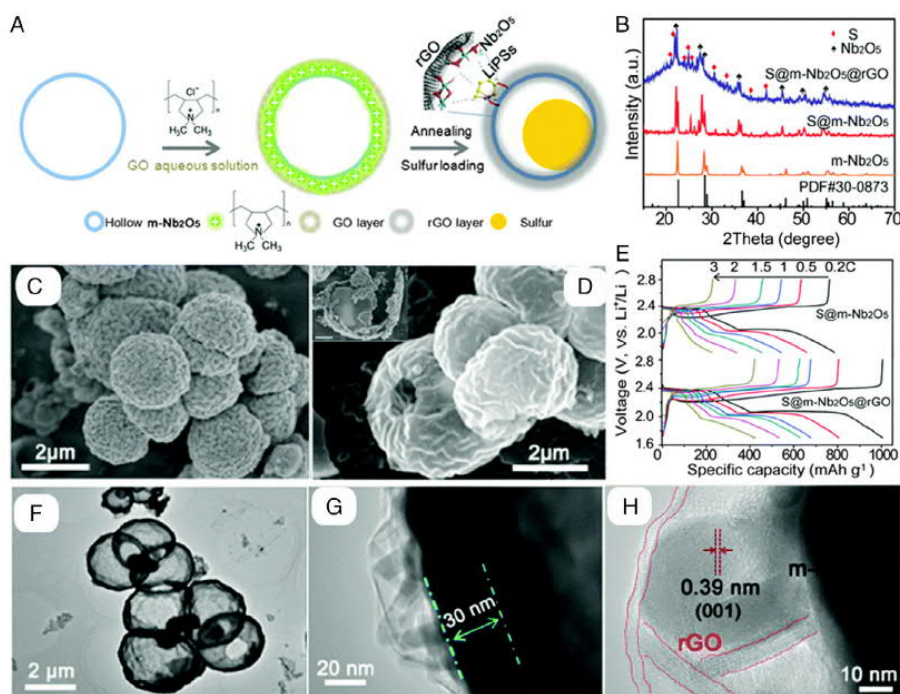 A
Cl⁻
N
+
H₃C CH₃
n
GO aqueous solution
rGO
Nb₂O₅
LiPSs
Annealing
Sulfur loading
Hollow m-Nb₂O₅
N
+
H₃C CH₃
n
GO layer
rGO layer
Sulfur
B
Intensity (a.u.)
S
Nb₂O₅
S@m-Nb₂O₅@rGO
S@m-Nb₂O₅
m-Nb₂O₅
PDF#30-0873
20 30 40 50 60 70
2Theta (degree)
C
2μm
D
2μm
E
Voltage (V, vs. Li⁺/Li)
2.8
2.4
2.0
2.8
2.4
2.0
1.6
3 2 1.5 1 0.5 0.2C
S@m-Nb₂O₅
S@m-Nb₂O₅@rGO
0 200 400 600 800 1000
Specific capacity (mAh g⁻¹)
F
2 μm
G
30 nm
20 nm
H
0.39 nm
(001)
m-
rGO
10 nm